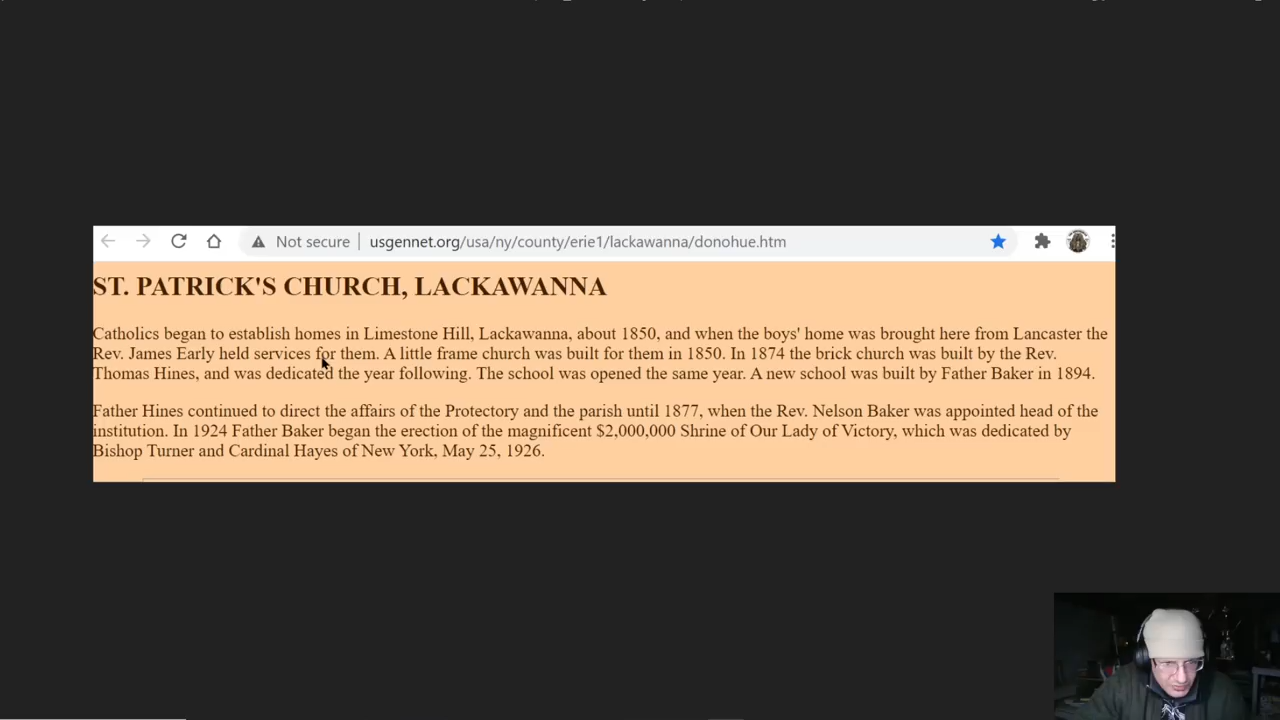 Not secure
usgennet.org/usa/ny/county/erie1/lackawanna/donohue.htm
ST. PATRICK'S CHURCH, LACKAWANNA
Catholics began to establish homes in Limestone Hill, Lackawanna, about 1850, and when the boys' home was brought here from Lancaster the
Rev. James Early held services for them. A little frame church was built for them in 1850. In 1874 the brick church was built by the Rev.
Thomas Hines, and was dedicated the year following. The school was opened the same year. A new school was built by Father Baker in 1894.
Father Hines continued to direct the affairs of the Protectory and the parish until 1877, when the Rev. Nelson Baker was appointed head of the
institution. In 1924 Father Baker began the erection of the magnificent $2,000,000 Shrine of Our Lady of Victory, which was dedicated by
Bishop Turner and Cardinal Hayes of New York, May 25, 1926.